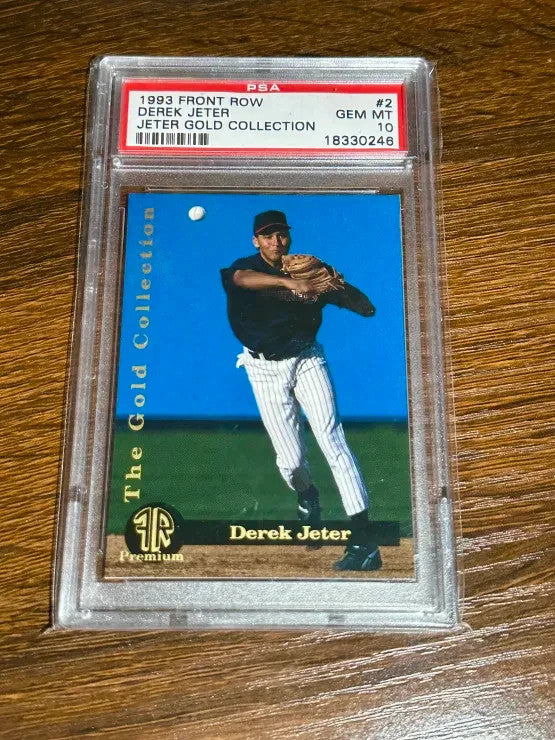 PSA
1993 FRONT ROW #2
DEREK JETER GEM MT
JETER GOLD COLLECTION 10
18330246
The Gold Collection
FR
Premium
Derek Jeter